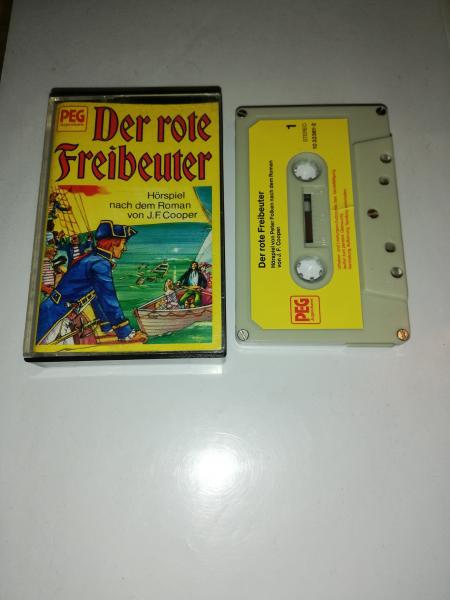 PEG
Der rote
Freibeuter
Hörspiel
nach dem Roman
von J.F. Cooper
1
STEREO
Der rote Freibeuter
Hörspiel von Peter Folken nach dem Roman
von J. F. Cooper
PEG